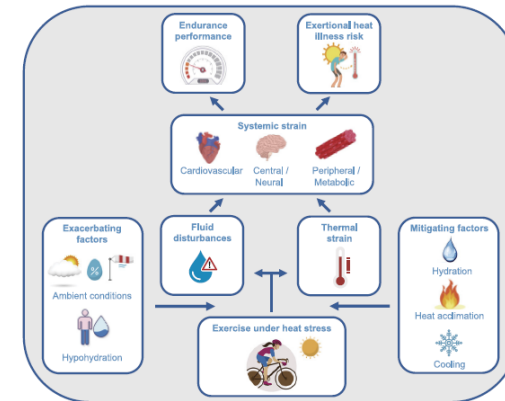 Endurance
performance
Exertional heat
illness risk
Systemic strain
Cardiovascular
Central /
Neural
Peripheral /
Metabolic
Exacerbating
factors
%
Ambient conditions
Hypohydration
Fluid
disturbances
Thermal
strain
Mitigating factors
Hydration
Heat acclimation
Cooling
Exercise under heat stress